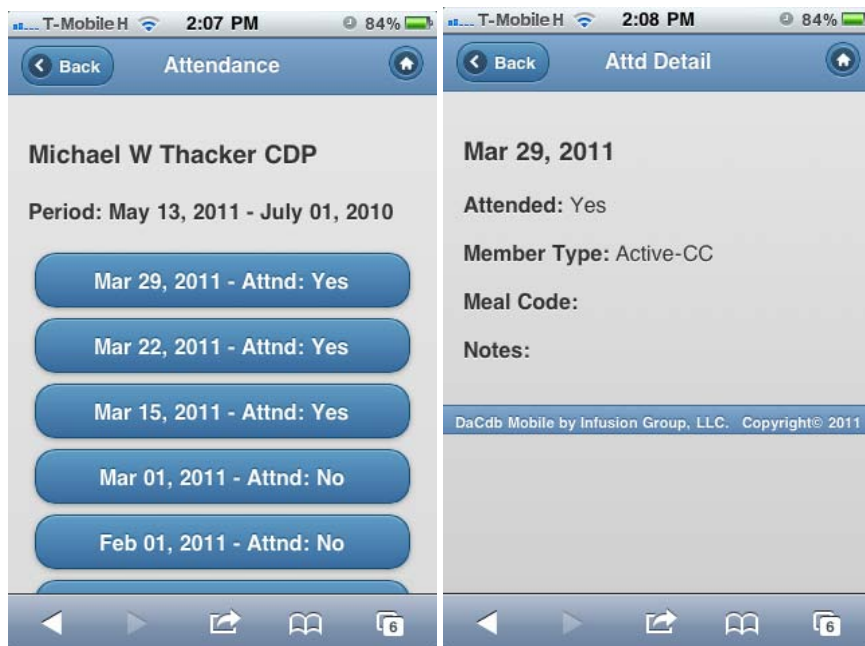 T-Mobile H 2:07 PM 84%
Back Attendance
Michael W Thacker CDP
Period: May 13, 2011 - July 01, 2010
Mar 29, 2011 - Attnd: Yes
Mar 22, 2011 - Attnd: Yes
Mar 15, 2011 - Attnd: Yes
Mar 01, 2011 - Attnd: No
Feb 01, 2011 - Attnd: No
6
T-Mobile H 2:08 PM 84%
Back Attd Detail
Mar 29, 2011
Attended: Yes
Member Type: Active-CC
Meal Code:
Notes:
DaCdb Mobile by Infusion Group, LLC. Copyright© 2011
6